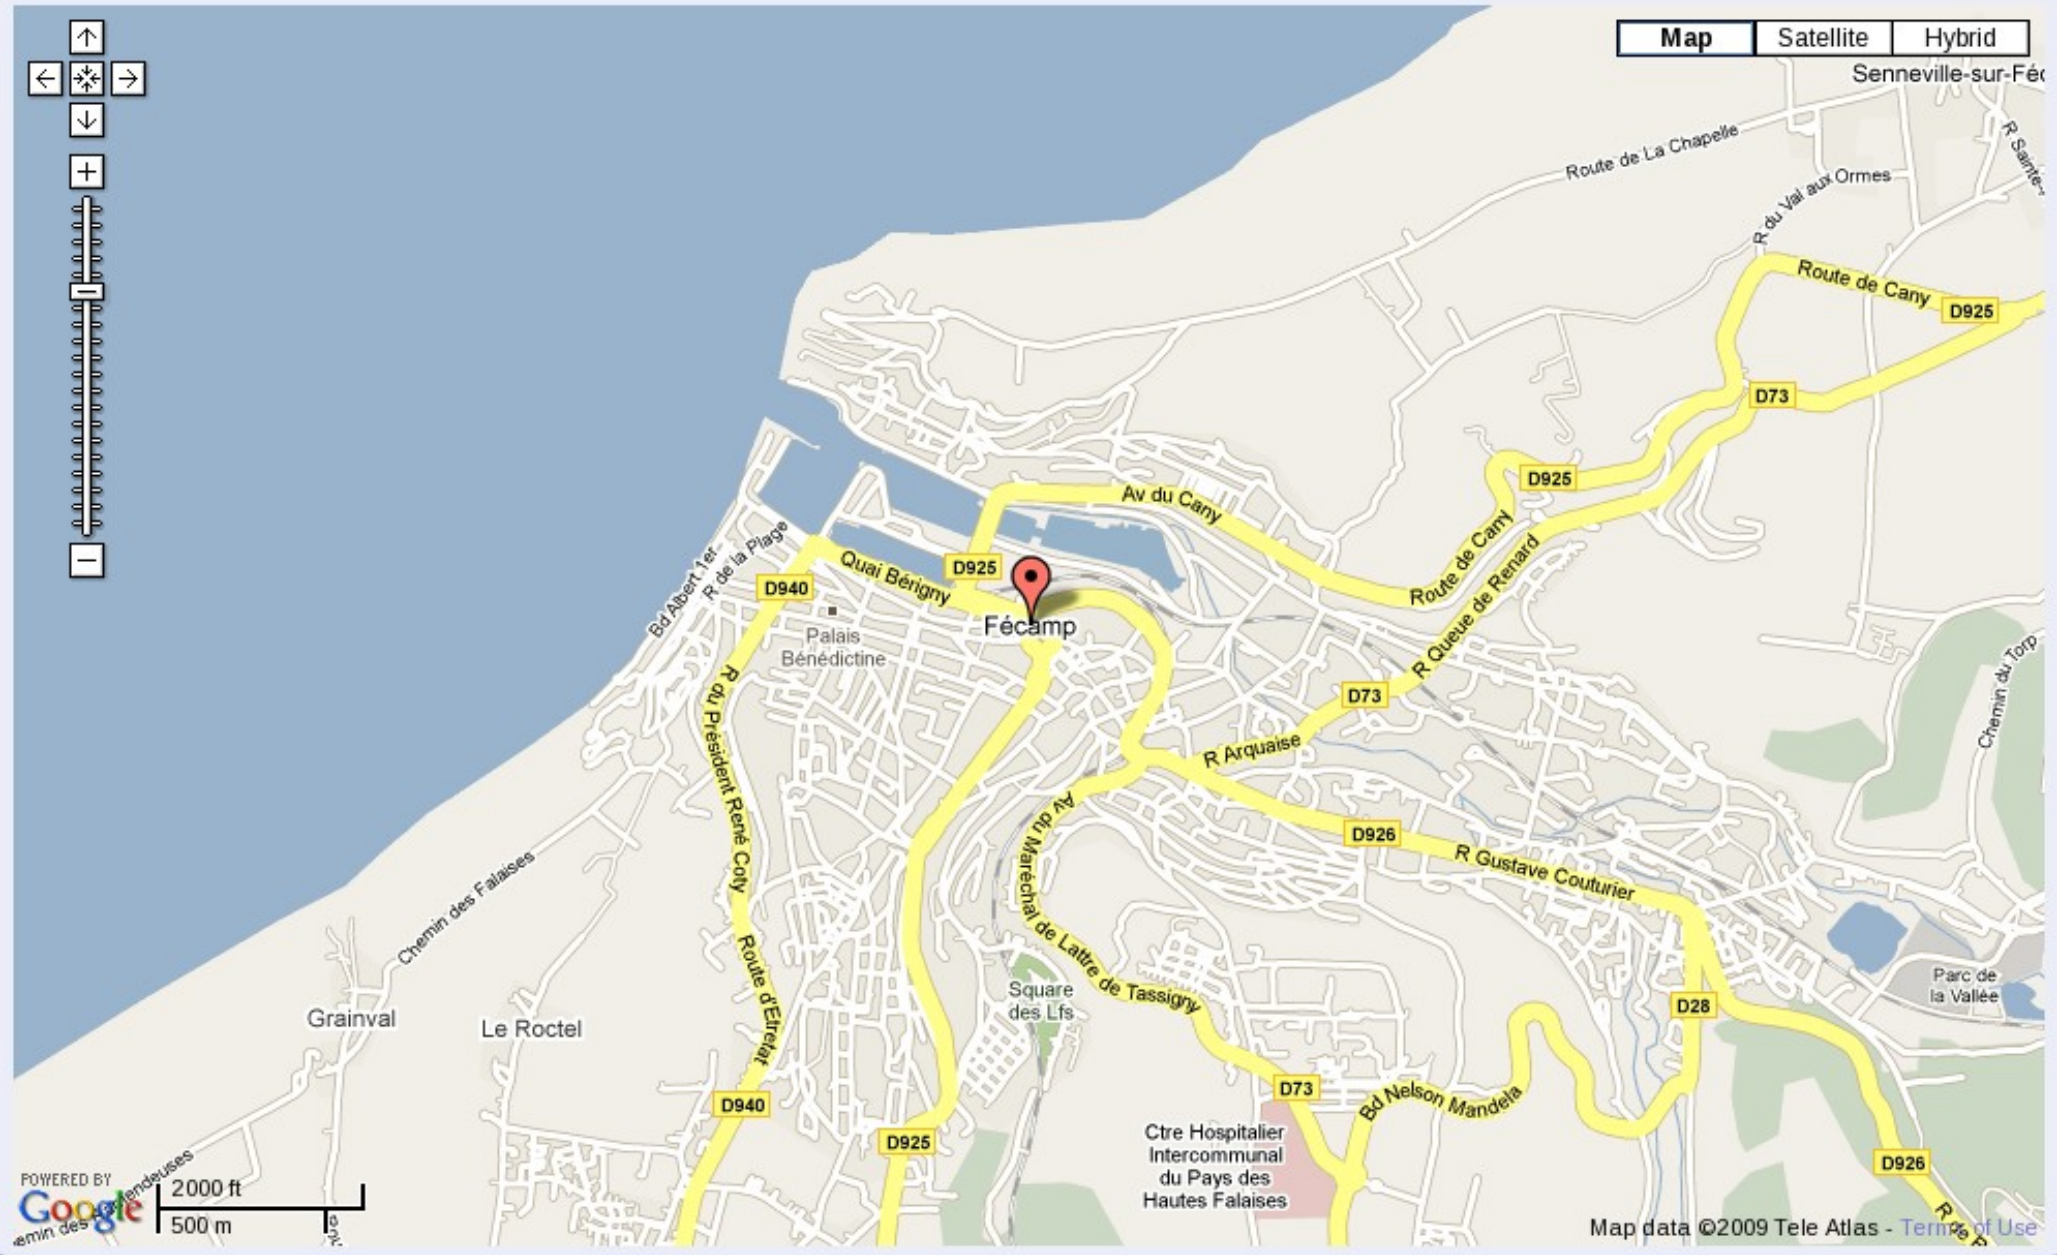 Map
Satellite
Hybrid
Senneville-sur-Féc
Route de La Chapelle
R Sainte-
R du Val aux Ormes
Route de Cany
D925
D73
D925
Av du Cany
Route de Cany
R Queue de Renard
R de la Plage
Bd Albert 1er
Quai Bérigny
D925
D940
Fécamp
Palais
Bénédictine
Chemin du Torp
R du Président René Coty
D73
R Arquaise
Av du Maréchal de Lattre de Tassigny
D926
R Gustave Couturier
Chemin des Falaises
Route d'Etretat
Square
des Lfs
Parc de
la Vallée
Grainval
Le Roctel
D28
D73
Bd Nelson Mandela
D940
D925
Ctre Hospitalier
Intercommunal
du Pays des
Hautes Falaises
D926
POWERED BY
Google
2000 ft
500 m
Map data ©2009 Tele Atlas - Terms of Use